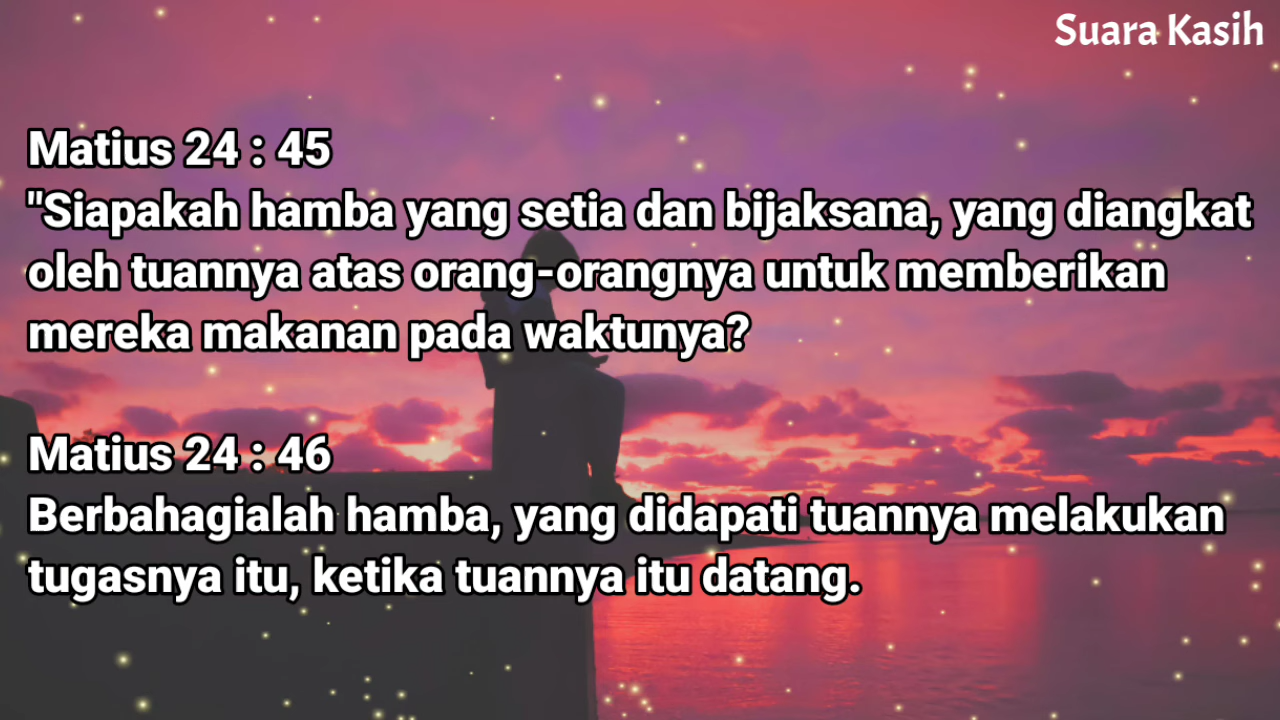 Suara Kasih
Matius 24 : 45
"Siapakah hamba yang setia dan bijaksana, yang diangkat
oleh tuannya atas orang-orangnya untuk memberikan
mereka makanan pada waktunya?
Matius 24 : 46
Berbahagialah hamba, yang didapati tuannya melakukan
tugasnya itu, ketika tuannya itu datang.